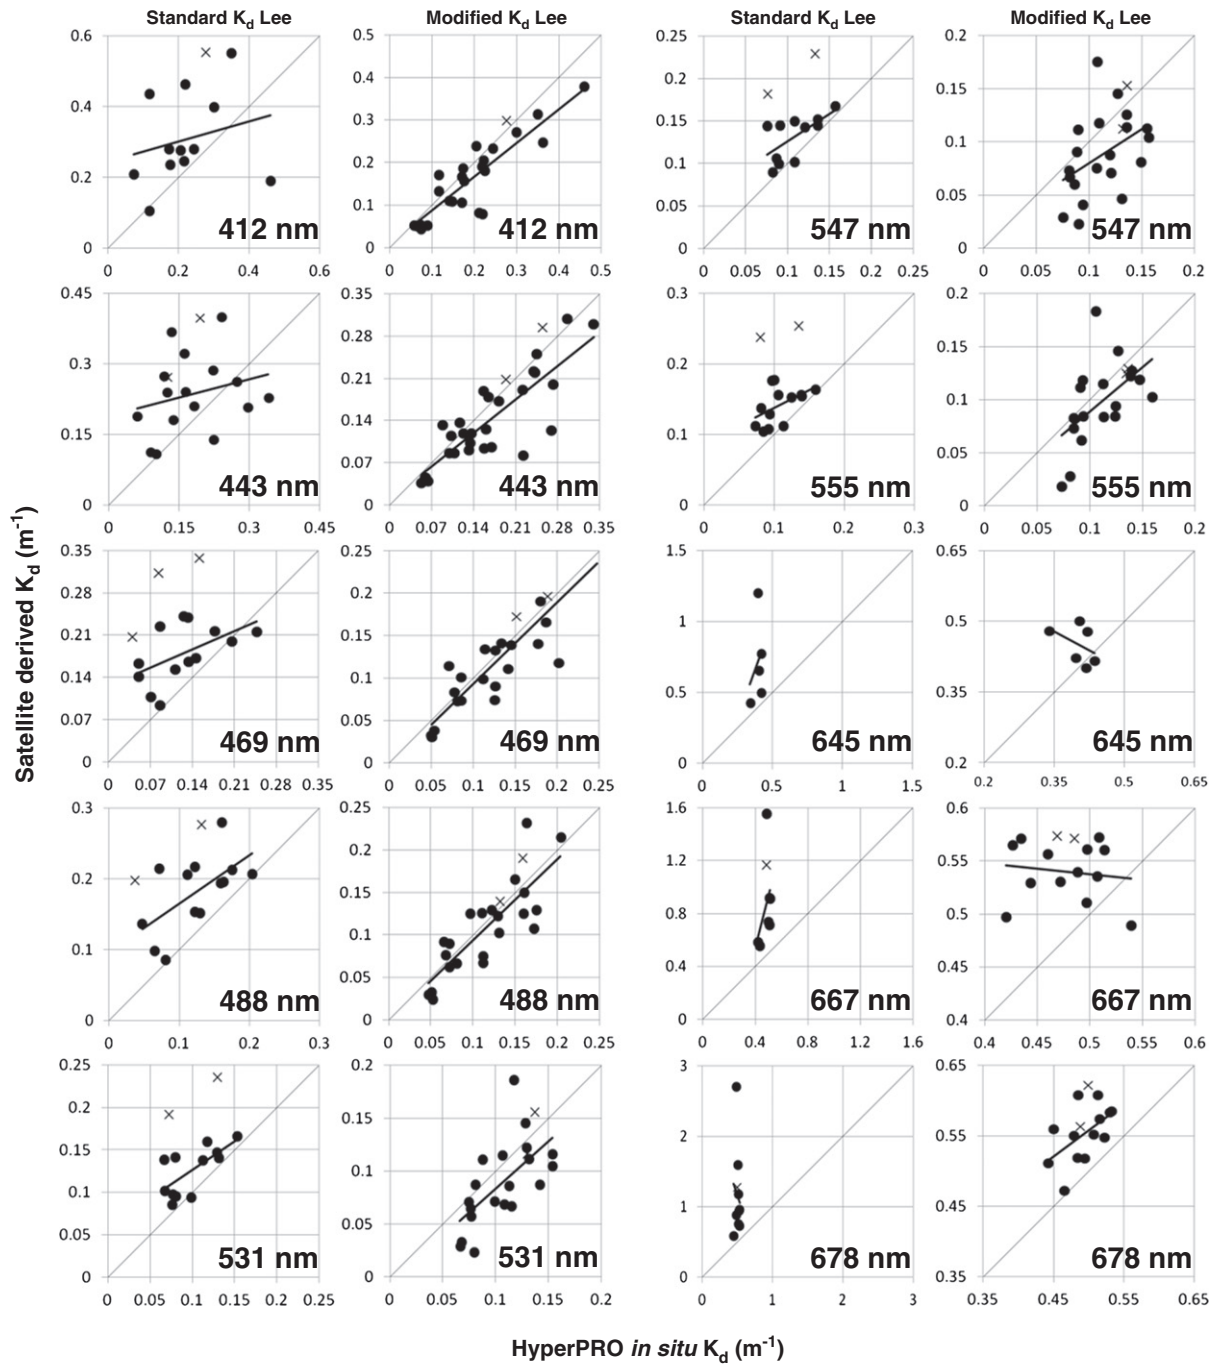 Standard Kd Lee
Modified Kd Lee
Standard Kd Lee
Modified Kd Lee
0.6
0.4
0.2
0
0 0.2 0.4 0.6
412 nm
0.5
0.4
0.3
0.2
0.1
0
0 0.1 0.2 0.3 0.4 0.5
412 nm
0.25
0.2
0.15
0.1
0.05
0
0 0.05 0.1 0.15 0.2 0.25
547 nm
0.2
0.15
0.1
0.05
0
0 0.05 0.1 0.15 0.2
547 nm
0.45
0.3
0.15
0
0 0.15 0.3 0.45
443 nm
0.35
0.28
0.21
0.14
0.07
0
0 0.07 0.14 0.21 0.28 0.35
443 nm
0.3
0.2
0.1
0
0 0.1 0.2 0.3
555 nm
0.2
0.15
0.1
0.05
0
0 0.05 0.1 0.15 0.2
555 nm
0.35
0.28
0.21
0.14
0.07
0
0 0.07 0.14 0.21 0.28 0.35
469 nm
0.25
0.2
0.15
0.1
0.05
0
0 0.05 0.1 0.15 0.2 0.25
469 nm
1.5
1
0.5
0
0 0.5 1 1.5
645 nm
0.65
0.5
0.35
0.2
0.2 0.35 0.5 0.65
645 nm
0.3
0.2
0.1
0
0 0.1 0.2 0.3
488 nm
0.25
0.2
0.15
0.1
0.05
0
0 0.05 0.1 0.15 0.2 0.25
488 nm
1.6
1.2
0.8
0.4
0
0 0.4 0.8 1.2 1.6
667 nm
0.6
0.55
0.5
0.45
0.4
0.4 0.45 0.5 0.55 0.6
667 nm
0.25
0.2
0.15
0.1
0.05
0
0 0.05 0.1 0.15 0.2 0.25
531 nm
0.2
0.15
0.1
0.05
0
0 0.05 0.1 0.15 0.2
531 nm
3
2
1
0
0 1 2 3
678 nm
0.65
0.55
0.45
0.35
0.35 0.45 0.55 0.65
678 nm
Satellite derived Kd (m-1)
HyperPRO in situ Kd (m-1)